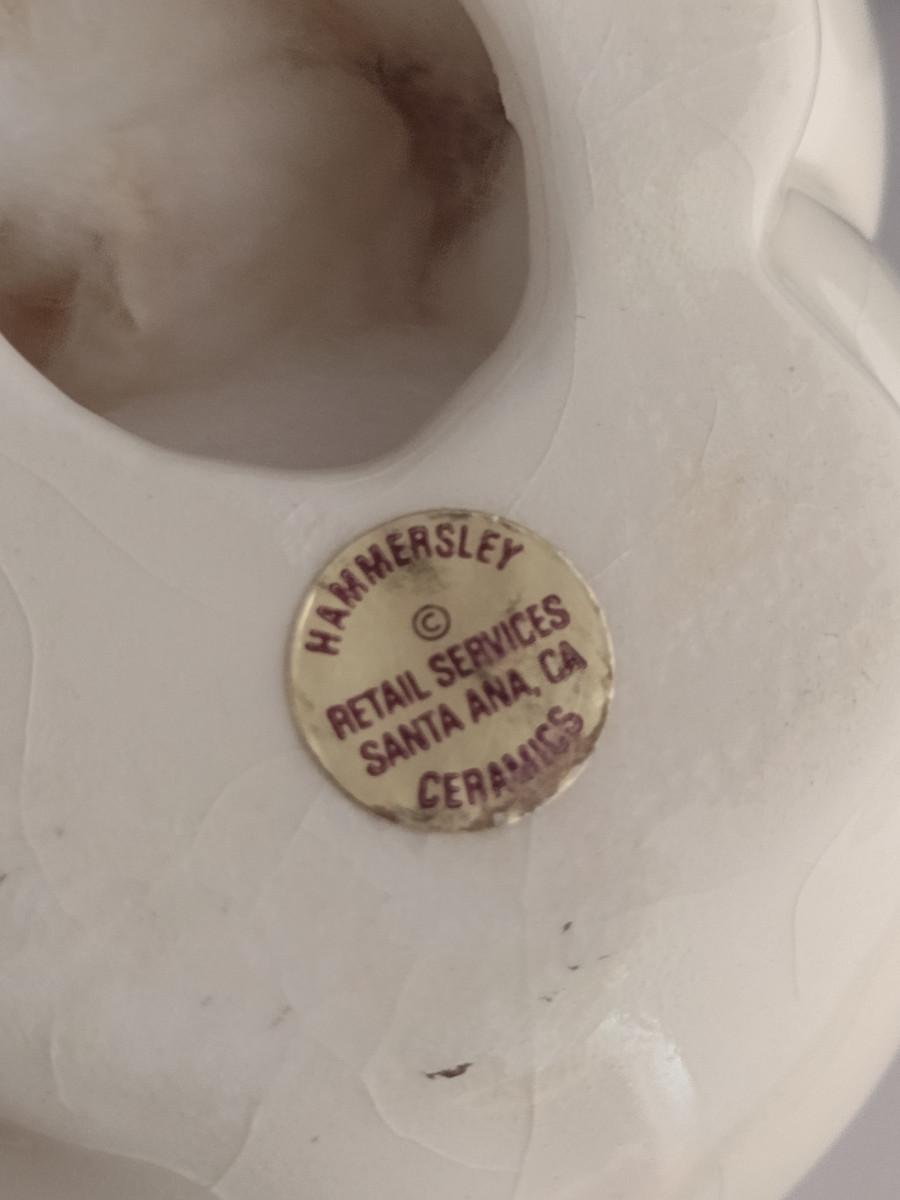 HAMMERSLEY
©
RETAIL SERVICES
SANTA ANA, CA
CERAMICS